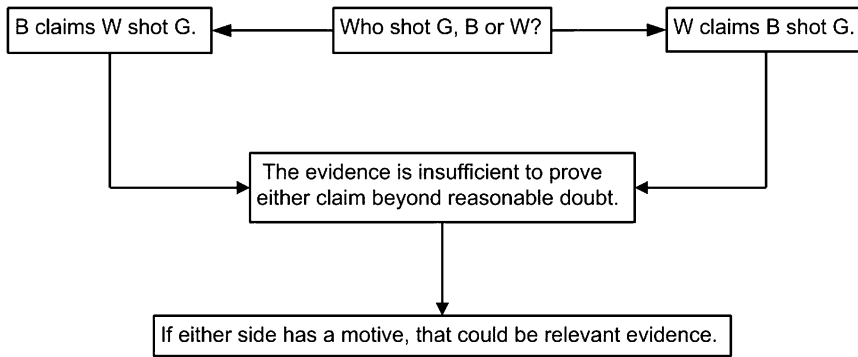 B claims W shot G.
Who shot G, B or W?
W claims B shot G.
The evidence is insufficient to prove
either claim beyond reasonable doubt.
If either side has a motive, that could be relevant evidence.